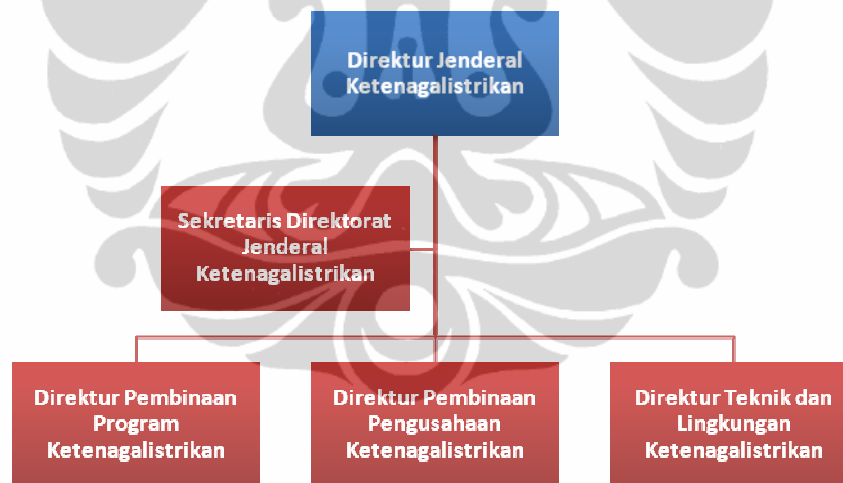 Direktur Jenderal
Ketenagalistrikan
Sekretaris Direktorat
Jenderal
Ketenagalistrikan
Direktur Pembinaan
Program
Ketenagalistrikan
Direktur Pembinaan
Pengusahaan
Ketenagalistrikan
Direktur Teknik dan
Lingkungan
Ketenagalistrikan